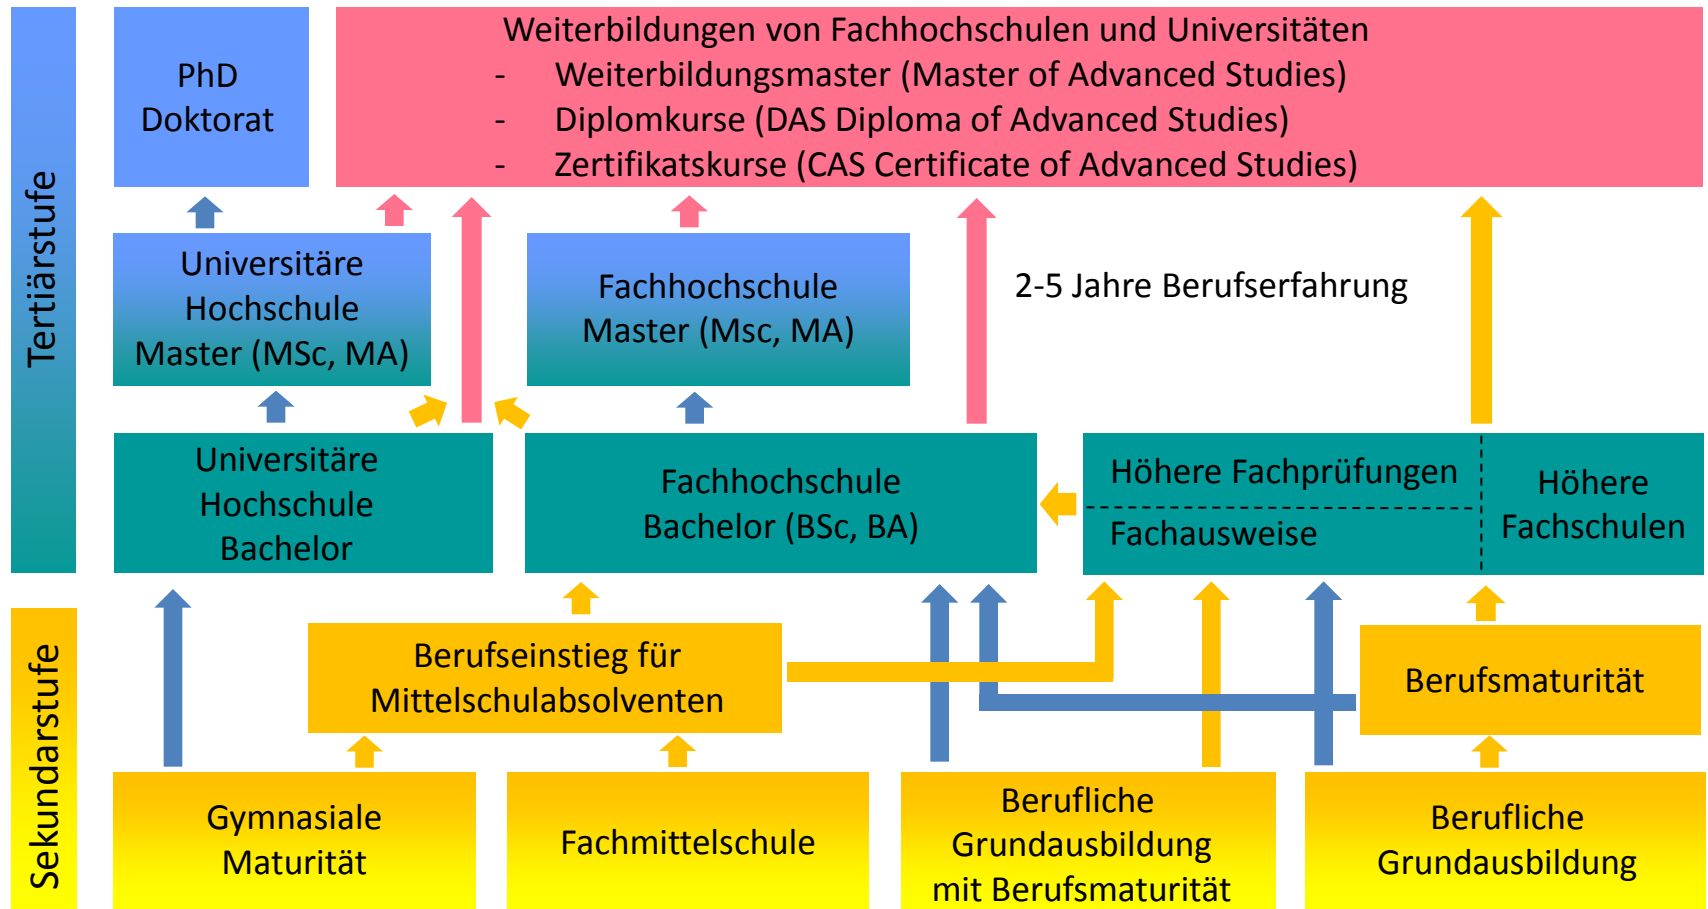 Tertiärstufe
PhD
Doktorat
Weiterbildungen von Fachhochschulen und Universitäten
- Weiterbildungsmaster (Master of Advanced Studies)
- Diplomkurse (DAS Diploma of Advanced Studies)
- Zertifikatskurse (CAS Certificate of Advanced Studies)
Universitäre
Hochschule
Master (MSc, MA)
Fachhochschule
Master (Msc, MA)
2-5 Jahre Berufserfahrung
Universitäre
Hochschule
Bachelor
Fachhochschule
Bachelor (BSc, BA)
Höhere Fachprüfungen
Fachausweise
Höhere
Fachschulen
Sekundarstufe
Berufseinstieg für
Mittelschulabsolventen
Berufsmaturität
Gymnasiale
Maturität
Fachmittelschule
Berufliche
Grundausbildung
mit Berufsmaturität
Berufliche
Grundausbildung